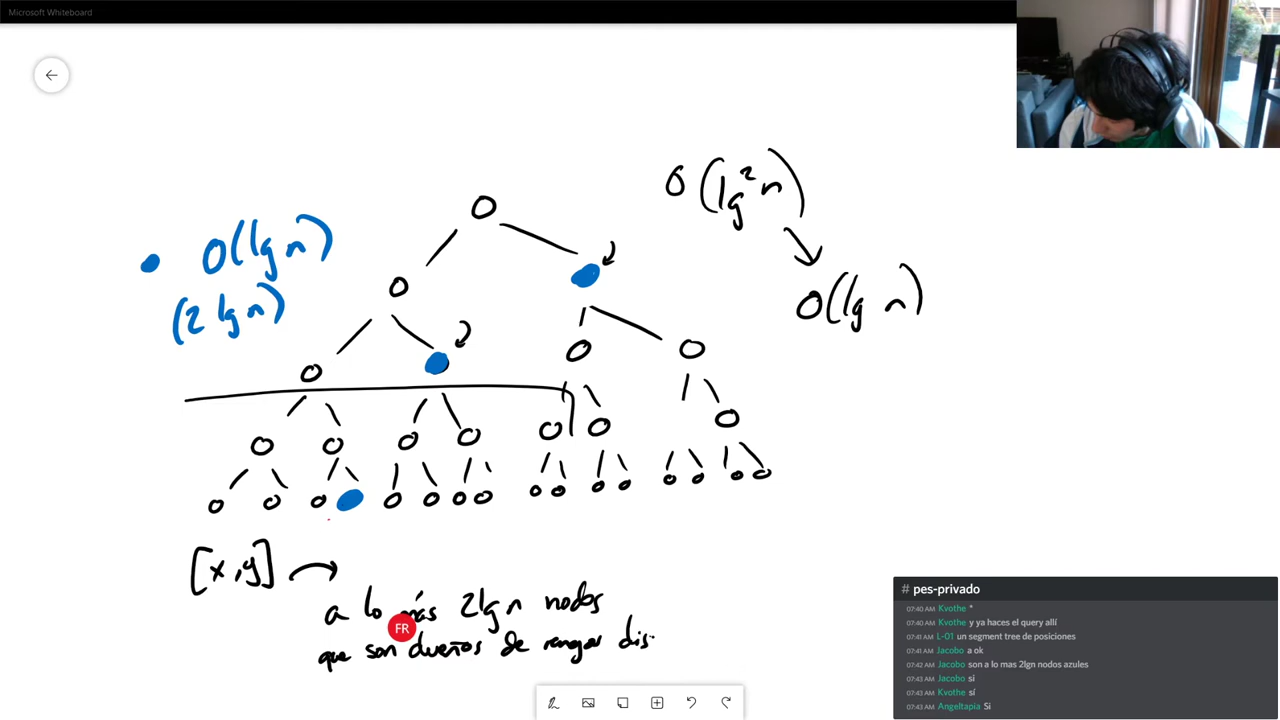 Microsoft Whiteboard
O(lg²n)
O(lg n)
(2 lg n)
O(lg n)
[x,y]
a lo más 2lg n nodos
FR
que son dueños de rangos dis
# pes-privado
07:40 AM Kvothe *
07:40 AM Kvothe y ya haces el query allí
07:41 AM L-01 un segment tree de posiciones
07:41 AM Jacobo a ok
07:42 AM Jacobo son a lo mas 2lgn nodos azules
07:43 AM Jacobo si
07:43 AM Kvothe sí
07:43 AM Angeltapia Si